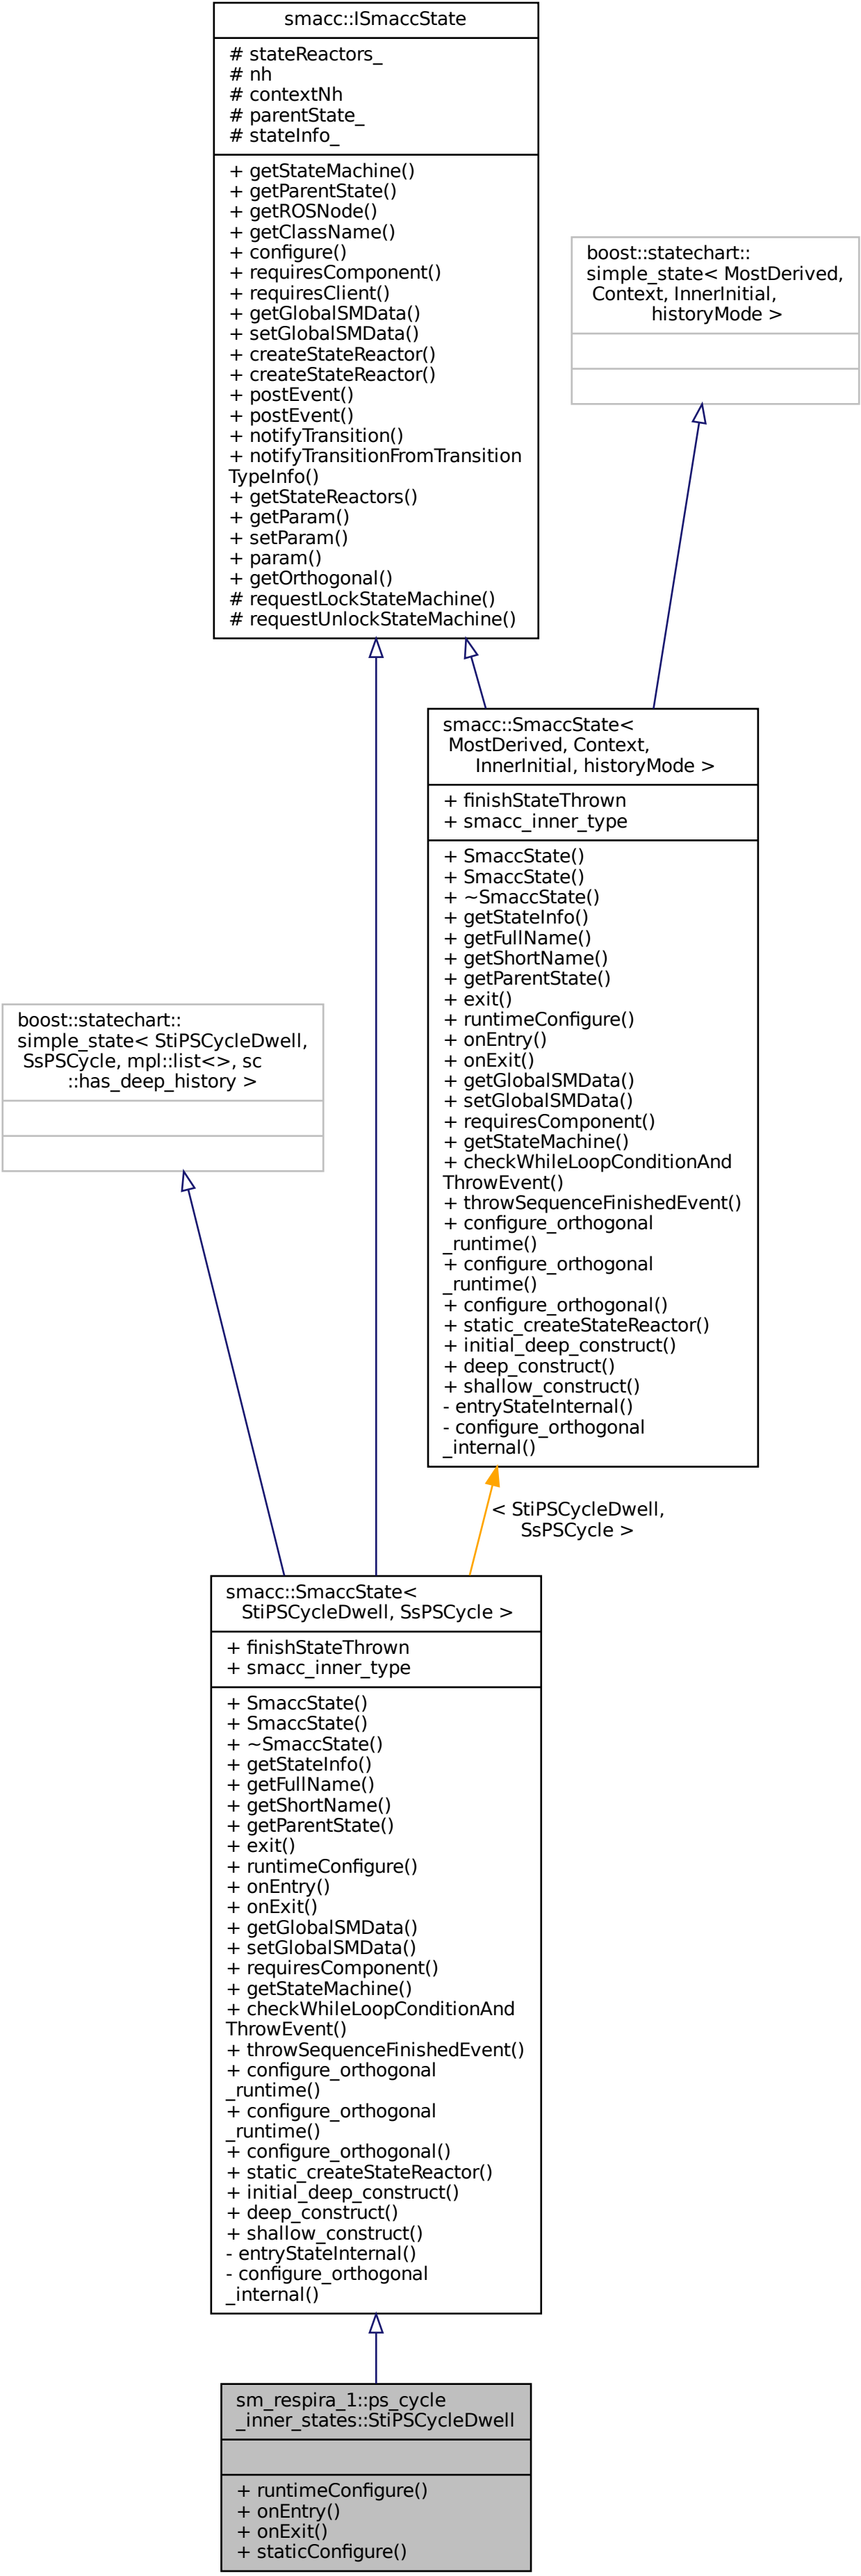 smacc::ISmaccState
# stateReactors_
# nh
# contextNh
# parentState_
# stateInfo_
+ getStateMachine()
+ getParentState()
+ getROSNode()
+ getClassName()
+ configure()
+ requiresComponent()
+ requiresClient()
+ getGlobalSMData()
+ setGlobalSMData()
+ createStateReactor()
+ createStateReactor()
+ postEvent()
+ postEvent()
+ notifyTransition()
+ notifyTransitionFromTransition
TypeInfo()
+ getStateReactors()
+ getParam()
+ setParam()
+ param()
+ getOrthogonal()
# requestLockStateMachine()
# requestUnlockStateMachine()
boost::statechart::
simple_state< MostDerived,
Context, InnerInitial,
historyMode >
smacc::SmaccState<
MostDerived, Context,
InnerInitial, historyMode >
+ finishStateThrown
+ smacc_inner_type
+ SmaccState()
+ SmaccState()
+ ~SmaccState()
+ getStateInfo()
+ getFullName()
+ getShortName()
+ getParentState()
+ exit()
+ runtimeConfigure()
+ onEntry()
+ onExit()
+ getGlobalSMData()
+ setGlobalSMData()
+ requiresComponent()
+ getStateMachine()
+ checkWhileLoopConditionAnd
ThrowEvent()
+ throwSequenceFinishedEvent()
+ configure_orthogonal
_runtime()
+ configure_orthogonal
_runtime()
+ configure_orthogonal()
+ static_createStateReactor()
+ initial_deep_construct()
+ deep_construct()
+ shallow_construct()
- entryStateInternal()
- configure_orthogonal
_internal()
boost::statechart::
simple_state< StiPSCycleDwell,
SsPSCycle, mpl::list<>, sc
::has_deep_history >
< StiPSCycleDwell,
SsPSCycle >
smacc::SmaccState<
StiPSCycleDwell, SsPSCycle >
+ finishStateThrown
+ smacc_inner_type
+ SmaccState()
+ SmaccState()
+ ~SmaccState()
+ getStateInfo()
+ getFullName()
+ getShortName()
+ getParentState()
+ exit()
+ runtimeConfigure()
+ onEntry()
+ onExit()
+ getGlobalSMData()
+ setGlobalSMData()
+ requiresComponent()
+ getStateMachine()
+ checkWhileLoopConditionAnd
ThrowEvent()
+ throwSequenceFinishedEvent()
+ configure_orthogonal
_runtime()
+ configure_orthogonal
_runtime()
+ configure_orthogonal()
+ static_createStateReactor()
+ initial_deep_construct()
+ deep_construct()
+ shallow_construct()
- entryStateInternal()
- configure_orthogonal
_internal()
sm_respira_1::ps_cycle
_inner_states::StiPSCycleDwell
+ runtimeConfigure()
+ onEntry()
+ onExit()
+ staticConfigure()